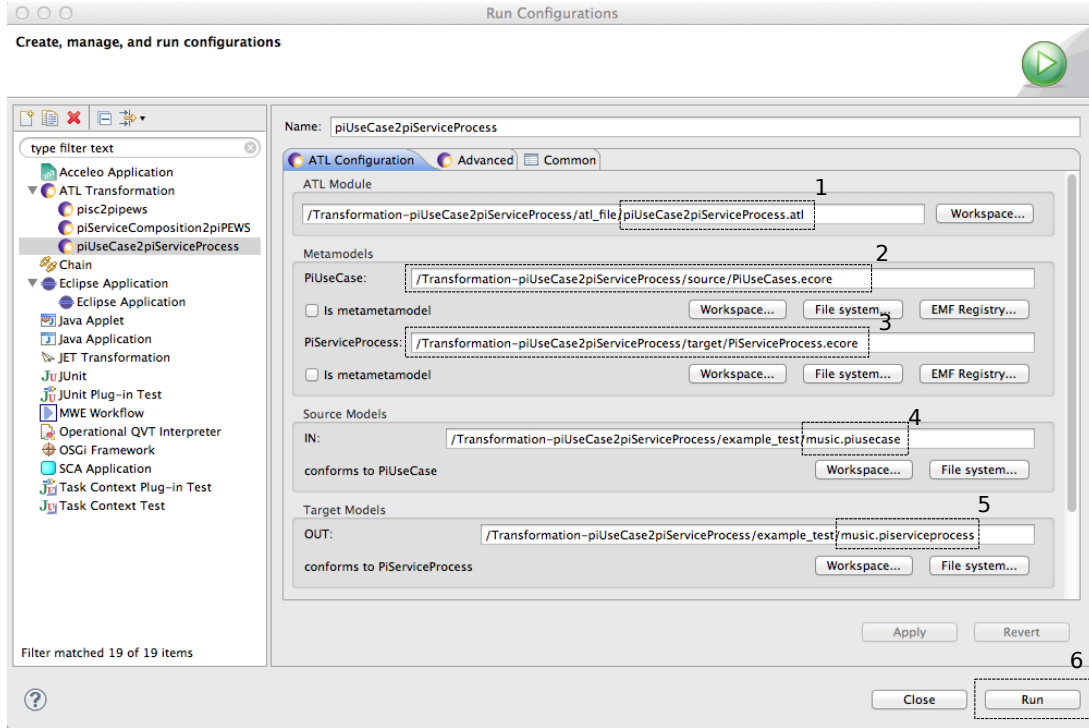 Run Configurations
Create, manage, and run configurations
type filter text
Acceleo Application
ATL Transformation
pisc2pipews
piServiceComposition2piPEWS
piUseCase2piServiceProcess
Chain
Eclipse Application
Eclipse Application
Java Applet
Java Application
JET Transformation
Ju JUnit
JUnit Plug-in Test
MWE Workflow
Operational QVT Interpreter
OSGi Framework
SCA Application
Task Context Plug-in Test
Ju Task Context Test
Filter matched 19 of 19 items
Name: piUseCase2piServiceProcess
ATL Configuration Advanced Common
ATL Module
1
/Transformation-piUseCase2piServiceProcess/atl_file/piUseCase2piServiceProcess.atl Workspace...
Metamodels
2
PiUseCase: /Transformation-piUseCase2piServiceProcess/source/PiUseCases.ecore
Is metametamodel Workspace... File system... EMF Registry...
3
PiServiceProcess: /Transformation-piUseCase2piServiceProcess/target/PiServiceProcess.ecore
Is metametamodel Workspace... File system... EMF Registry...
Source Models
4
IN: /Transformation-piUseCase2piServiceProcess/example_test/music.piusecase
conforms to PiUseCase Workspace... File system...
Target Models
5
OUT: /Transformation-piUseCase2piServiceProcess/example_test/music.piserviceprocess
conforms to PiServiceProcess Workspace... File system...
Apply Revert
6
? Close Run